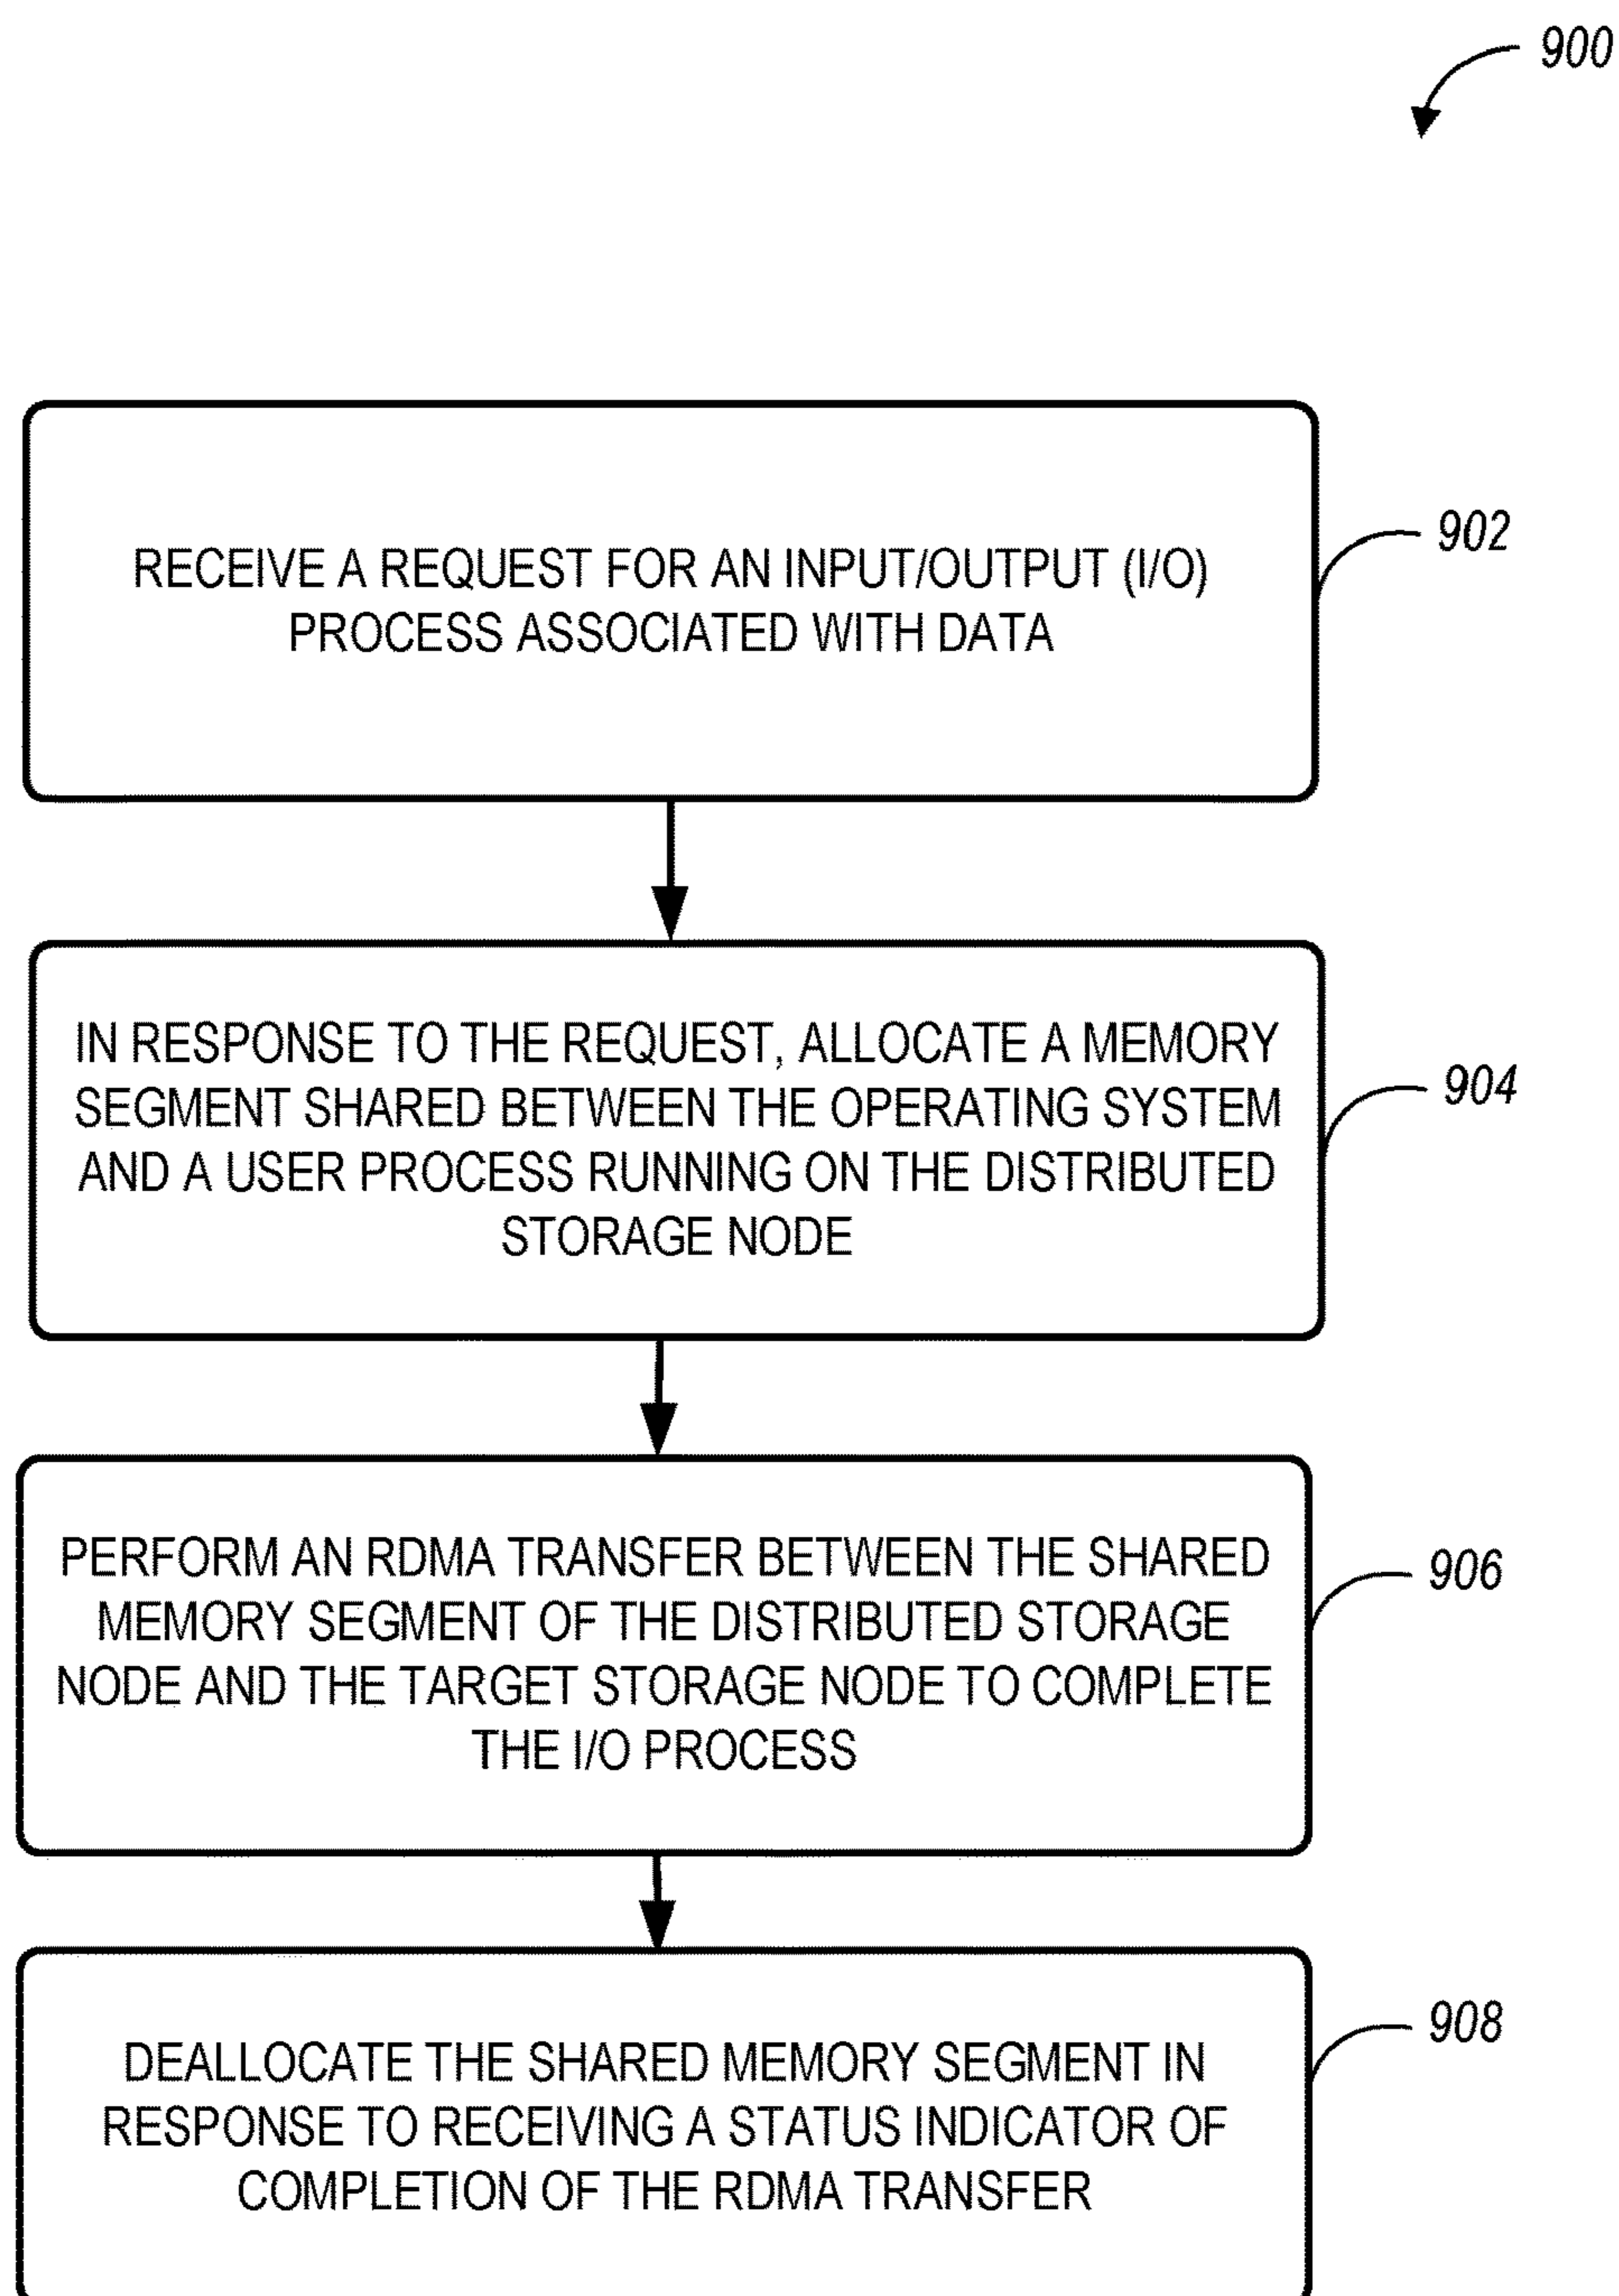 900
RECEIVE A REQUEST FOR AN INPUT/OUTPUT (I/O)
PROCESS ASSOCIATED WITH DATA
902
IN RESPONSE TO THE REQUEST, ALLOCATE A MEMORY
SEGMENT SHARED BETWEEN THE OPERATING SYSTEM
AND A USER PROCESS RUNNING ON THE DISTRIBUTED
STORAGE NODE
904
PERFORM AN RDMA TRANSFER BETWEEN THE SHARED
MEMORY SEGMENT OF THE DISTRIBUTED STORAGE
NODE AND THE TARGET STORAGE NODE TO COMPLETE
THE I/O PROCESS
906
DEALLOCATE THE SHARED MEMORY SEGMENT IN
RESPONSE TO RECEIVING A STATUS INDICATOR OF
COMPLETION OF THE RDMA TRANSFER
908